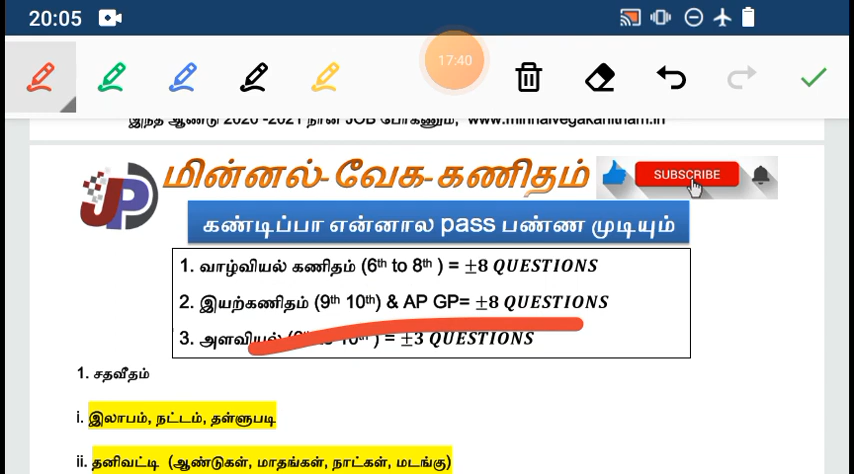 20:05
17:40
இந்த ஆண்டு 2020 -2021 நான் JOB போகணும், www.minnalvegakanitham.in
JP மின்னல்-வேக-கணிதம் SUBSCRIBE
கண்டிப்பா என்னால pass பண்ண முடியும்
1. வாழ்வியல் கணிதம் (6th to 8th ) = ±8 QUESTIONS
2. இயற்கணிதம் (9th 10th) & AP GP= ±8 QUESTIONS
3. அளவியல் 10th ) = ±3 QUESTIONS
1. சதவீதம்
i. இலாபம், நட்டம், தள்ளுபடி
ii. தனிவட்டி (ஆண்டுகள், மாதங்கள், நாட்கள், மடங்கு)